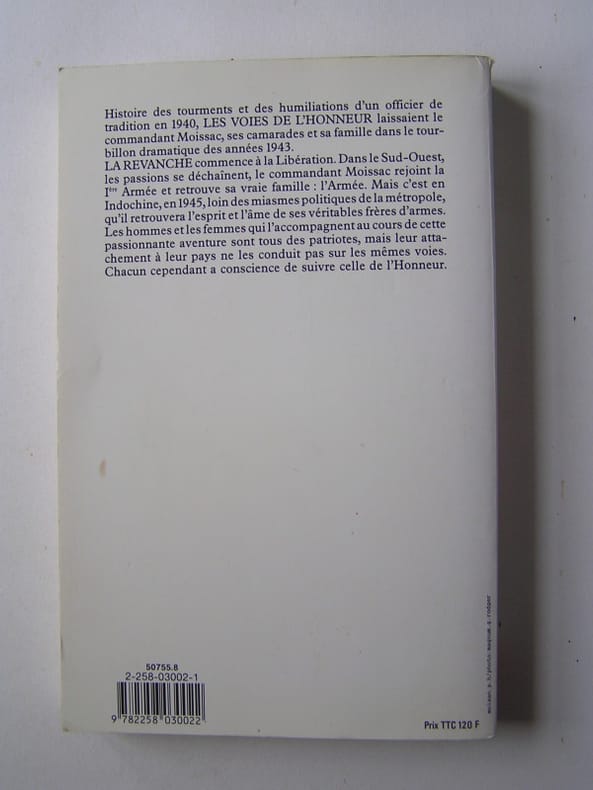 Histoire des tourments et des humiliations d'un officier de
tradition en 1940, LES VOIES DE L'HONNEUR laissaient le
commandant Moissac, ses camarades et sa famille dans le tour-
billon dramatique des années 1943.
LA REVANCHE commence à la Libération. Dans le Sud-Ouest,
les passions se déchaînent, le commandant Moissac rejoint la
Ière Armée et retrouve sa vraie famille : l'Armée. Mais c'est en
Indochine, en 1945, loin des miasmes politiques de la métropole,
qu'il retrouvera l'esprit et l'âme de ses véritables frères d'armes.
Les hommes et les femmes qui l'accompagnent au cours de cette
passionnante aventure sont tous des patriotes, mais leur atta-
chement à leur pays ne les conduit pas sur les mêmes voies.
Chacun cependant a conscience de suivre celle de l'Honneur.
50755.8
2-258-03002-1
9 782258 030022
Prix TTC 120 F
photo magnum g rodger